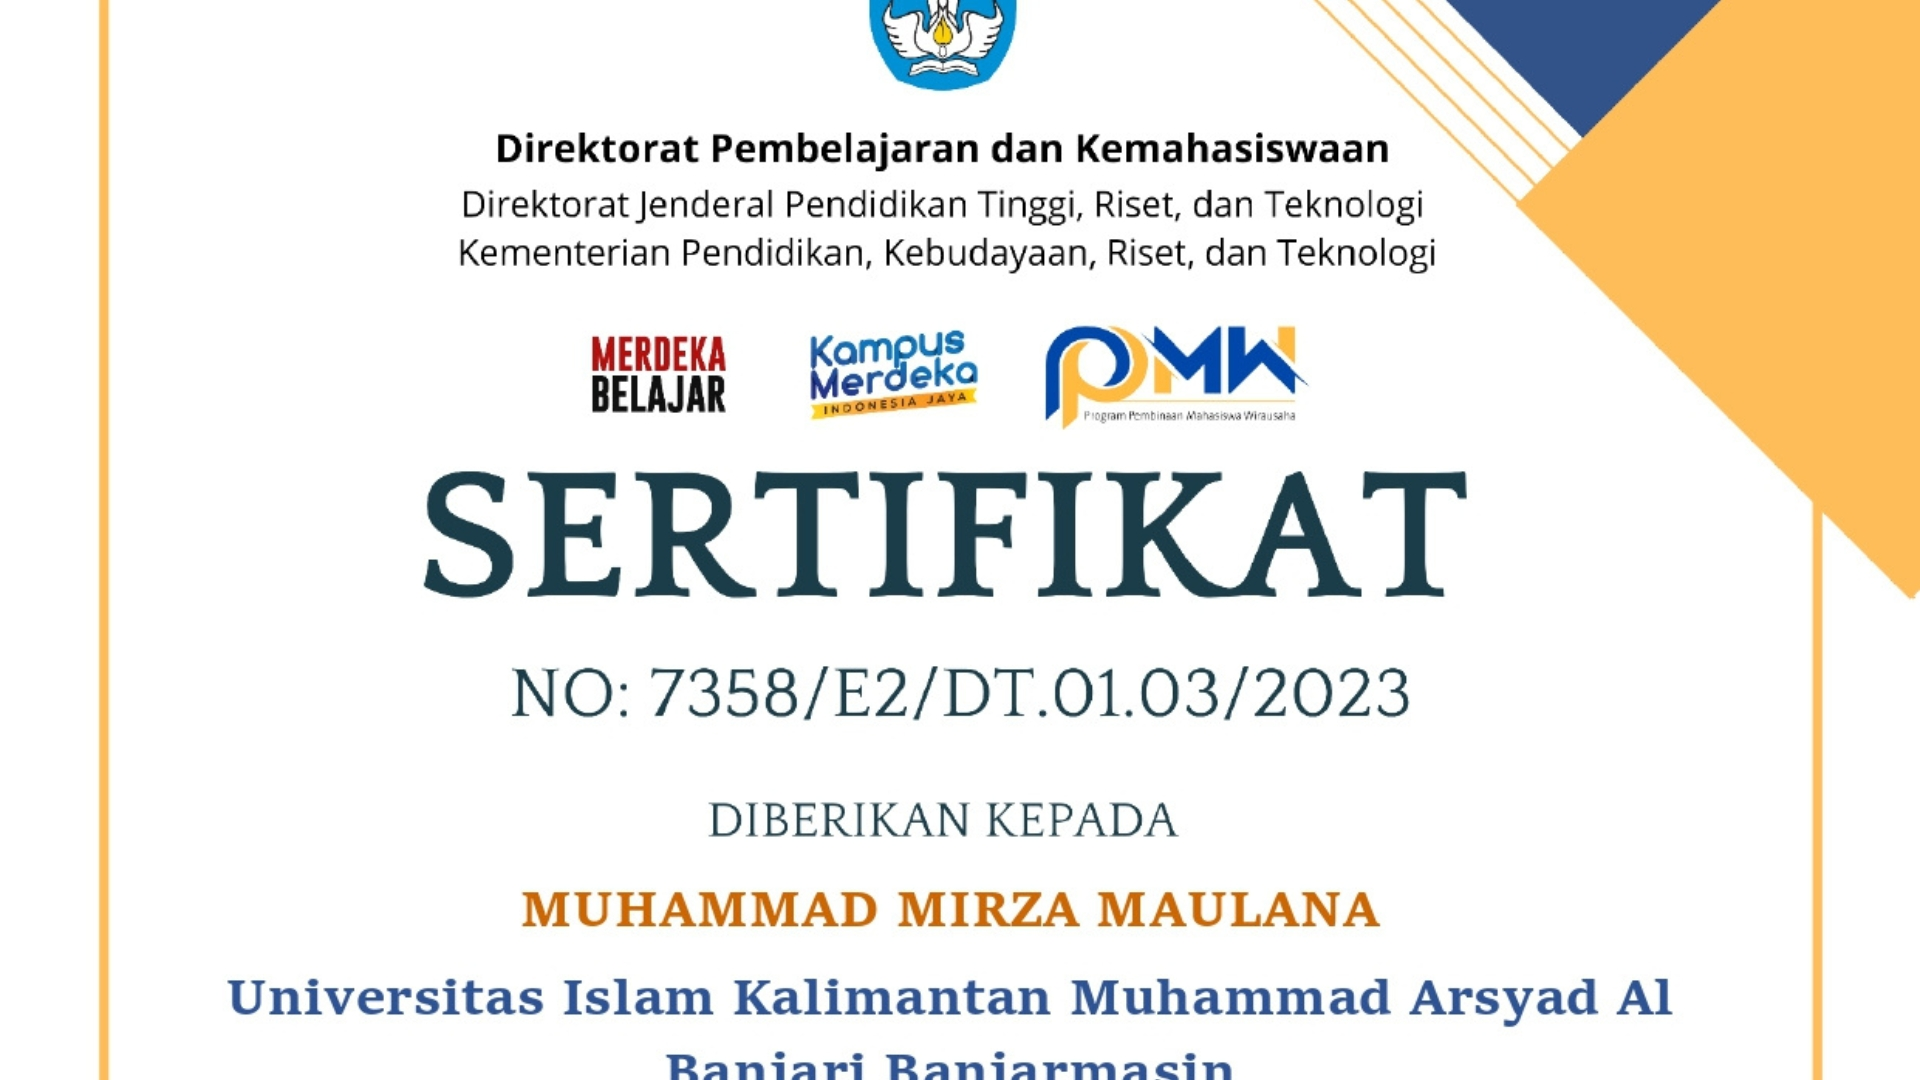 Direktorat Pembelajaran dan Kemahasiswaan
Direktorat Jenderal Pendidikan Tinggi, Riset, dan Teknologi
Kementerian Pendidikan, Kebudayaan, Riset, dan Teknologi
MERDEKA
BELAJAR
Kampus
Merdeka
INDONESIA JAYA
PMW
Program Pembinaan Mahasiswa Wirausaha
SERTIFIKAT
NO: 7358/E2/DT.01.03/2023
DIBERIKAN KEPADA
MUHAMMAD MIRZA MAULANA
Universitas Islam Kalimantan Muhammad Arsyad Al
Banjari Banjarmasin